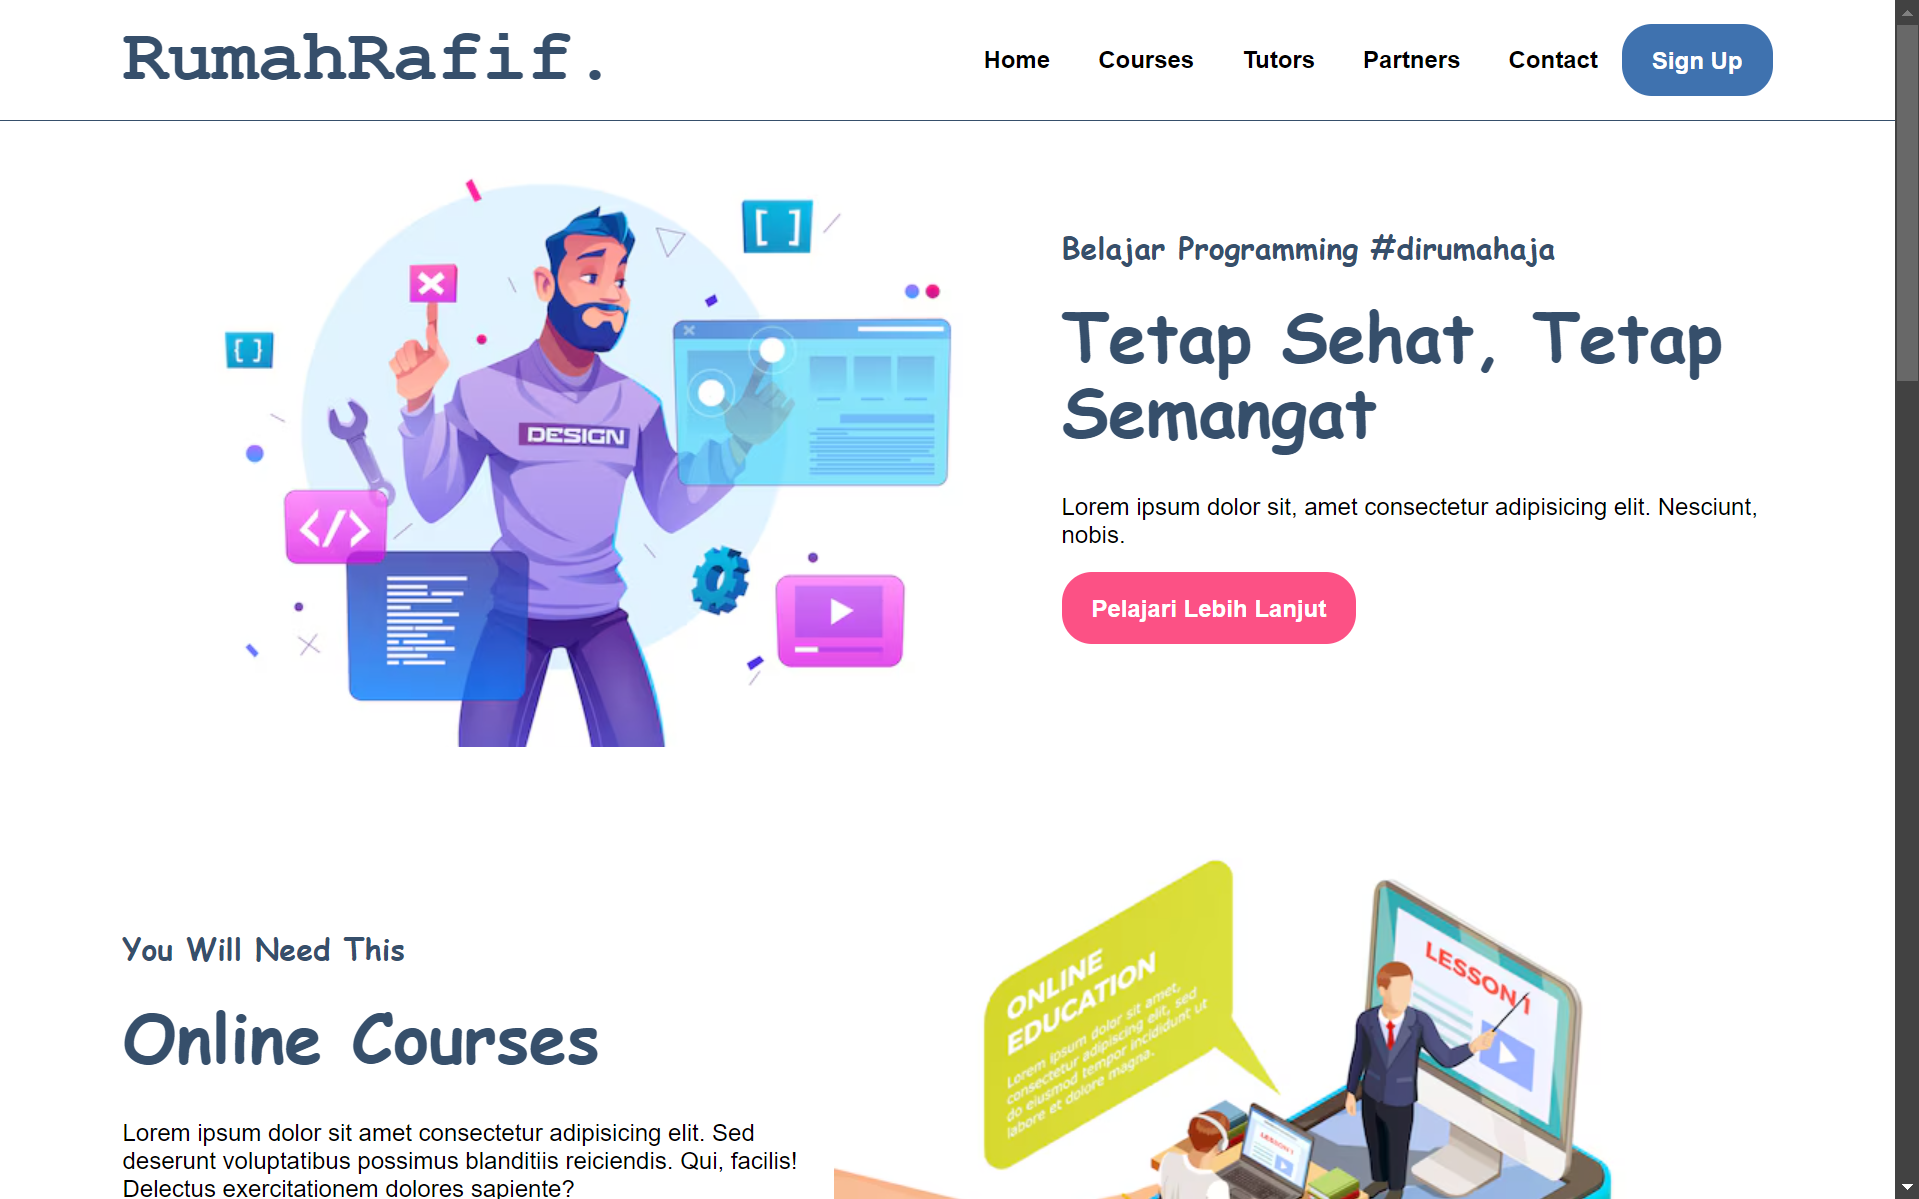 RumahRafif.
Home Courses Tutors Partners Contact Sign Up
[ ]
{ }
DESIGN
</>
Belajar Programming #dirumahaja
Tetap Sehat, Tetap
Semangat
Lorem ipsum dolor sit, amet consectetur adipisicing elit. Nesciunt,
nobis.
Pelajari Lebih Lanjut
You Will Need This
Online Courses
Lorem ipsum dolor sit amet consectetur adipisicing elit. Sed
deserunt voluptatibus possimus blanditiis reiciendis. Qui, facilis!
Delectus exercitationem dolores sapiente?
ONLINE
EDUCATION
Lorem ipsum dolor sit amet,
consectetur adipiscing elit, sed
do eiusmod tempor incididunt ut
labore et dolore magna.
LESSON 1
LESSON 1